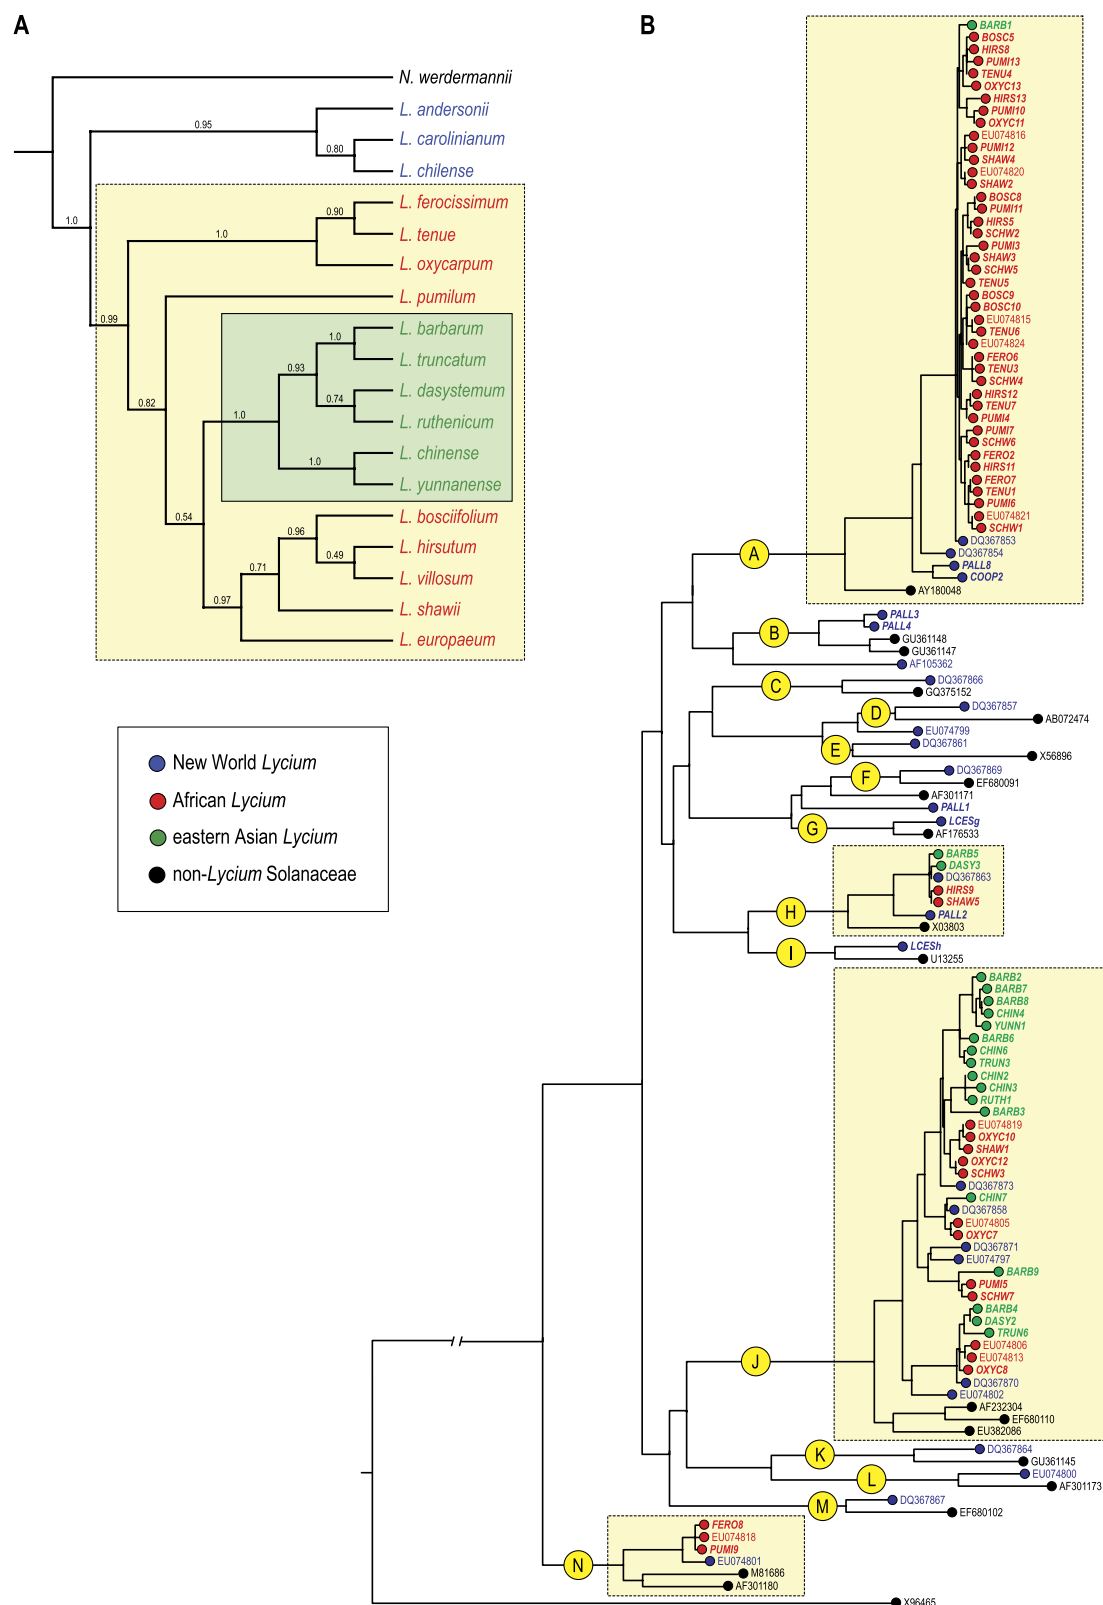 A
N. werdermannii
L. andersonii
0.95
L. carolinianum
0.80
L. chilense
L. ferocissimum
0.90
1.0
L. tenue
1.0
L. oxycarpum
L. pumilum
0.99
L. barbarum
1.0
L. truncatum
0.93
L. dasystemum
0.74
0.82
1.0
L. ruthenicum
L. chinense
1.0
L. yunnanense
L. bosciifolium
0.54
0.96
L. hirsutum
0.49
0.71
L. villosum
0.97
L. shawii
L. europaeum
New World Lycium
African Lycium
eastern Asian Lycium
non-Lycium Solanaceae
B
BARB1
BOSC5
HIRS8
PUMI13
TENU4
OXYC13
HIRS13
PUMI10
OXYC11
EU074816
PUMI12
SHAW4
EU074820
SHAW2
BOSC8
PUMI11
HIRS5
SCHW2
PUMI3
SHAW3
SCHW5
TENU5
BOSC9
BOSC10
EU074815
TENU6
EU074824
FERO6
TENU3
SCHW4
HIRS12
TENU7
PUMI4
PUMI7
SCHW6
FERO2
HIRS11
FERO7
TENU1
PUMI6
EU074821
SCHW1
DQ367853
A
DQ367854
PALL8
COOP2
AY180048
PALL3
B
PALL4
GU361148
GU361147
AF105362
C
DQ367866
GQ375152
D
DQ367857
AB072474
EU074799
E
DQ367861
X56896
F
DQ367869
EF680091
AF301171
PALL1
G
LCESg
AF176533
BARB5
DASY3
DQ367863
HIRS9
SHAW5
H
PALL2
X03803
I
LCESh
U13255
BARB2
BARB7
BARB8
CHIN4
YUNN1
BARB6
CHIN6
TRUN3
CHIN2
CHIN3
RUTH1
BARB3
EU074819
OXYC10
SHAW1
OXYC12
SCHW3
DQ367873
CHIN7
DQ367858
EU074805
OXYC7
DQ367871
EU074797
BARB9
PUMI5
SCHW7
BARB4
DASY2
TRUN6
EU074806
J
EU074813
OXYC8
DQ367870
EU074802
AF232304
EF680110
EU382086
K
DQ367864
GU361145
L
EU074800
AF301173
M
DQ367867
EF680102
FERO8
EU074818
PUMI9
N
EU074801
M81686
AF301180
X96465